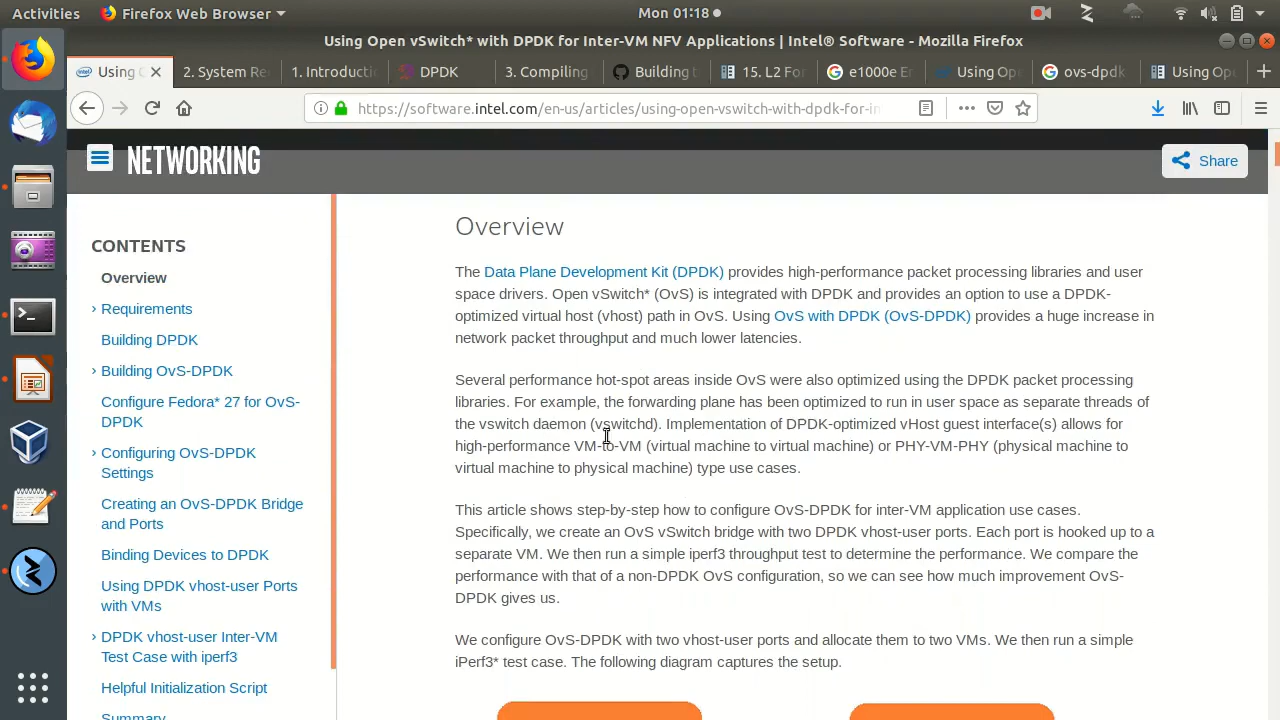 Activities
Firefox Web Browser
Mon 01:18
Using Open vSwitch* with DPDK for Inter-VM NFV Applications | Intel® Software - Mozilla Firefox
Using O
2. System Re
1. Introducti
DPDK
3. Compiling
Building
15. L2 For
e1000e E
Using Op
ovs-dpdk
Using Op
https://software.intel.com/en-us/articles/using-open-vswitch-with-dpdk-for-in
NETWORKING
Share
CONTENTS
Overview
› Requirements
Building DPDK
› Building OvS-DPDK
Configure Fedora* 27 for OvS-
DPDK
› Configuring OvS-DPDK
Settings
Creating an OvS-DPDK Bridge
and Ports
Binding Devices to DPDK
Using DPDK vhost-user Ports
with VMs
› DPDK vhost-user Inter-VM
Test Case with iperf3
Helpful Initialization Script
Summary
Overview
The Data Plane Development Kit (DPDK) provides high-performance packet processing libraries and user
space drivers. Open vSwitch* (OvS) is integrated with DPDK and provides an option to use a DPDK-
optimized virtual host (vhost) path in OvS. Using OvS with DPDK (OvS-DPDK) provides a huge increase in
network packet throughput and much lower latencies.
Several performance hot-spot areas inside OvS were also optimized using the DPDK packet processing
libraries. For example, the forwarding plane has been optimized to run in user space as separate threads of
the vswitch daemon (vswitchd). Implementation of DPDK-optimized vHost guest interface(s) allows for
high-performance VM-to-VM (virtual machine to virtual machine) or PHY-VM-PHY (physical machine to
virtual machine to physical machine) type use cases.
This article shows step-by-step how to configure OvS-DPDK for inter-VM application use cases.
Specifically, we create an OvS vSwitch bridge with two DPDK vhost-user ports. Each port is hooked up to a
separate VM. We then run a simple iperf3 throughput test to determine the performance. We compare the
performance with that of a non-DPDK OvS configuration, so we can see how much improvement OvS-
DPDK gives us.
We configure OvS-DPDK with two vhost-user ports and allocate them to two VMs. We then run a simple
iPerf3* test case. The following diagram captures the setup.